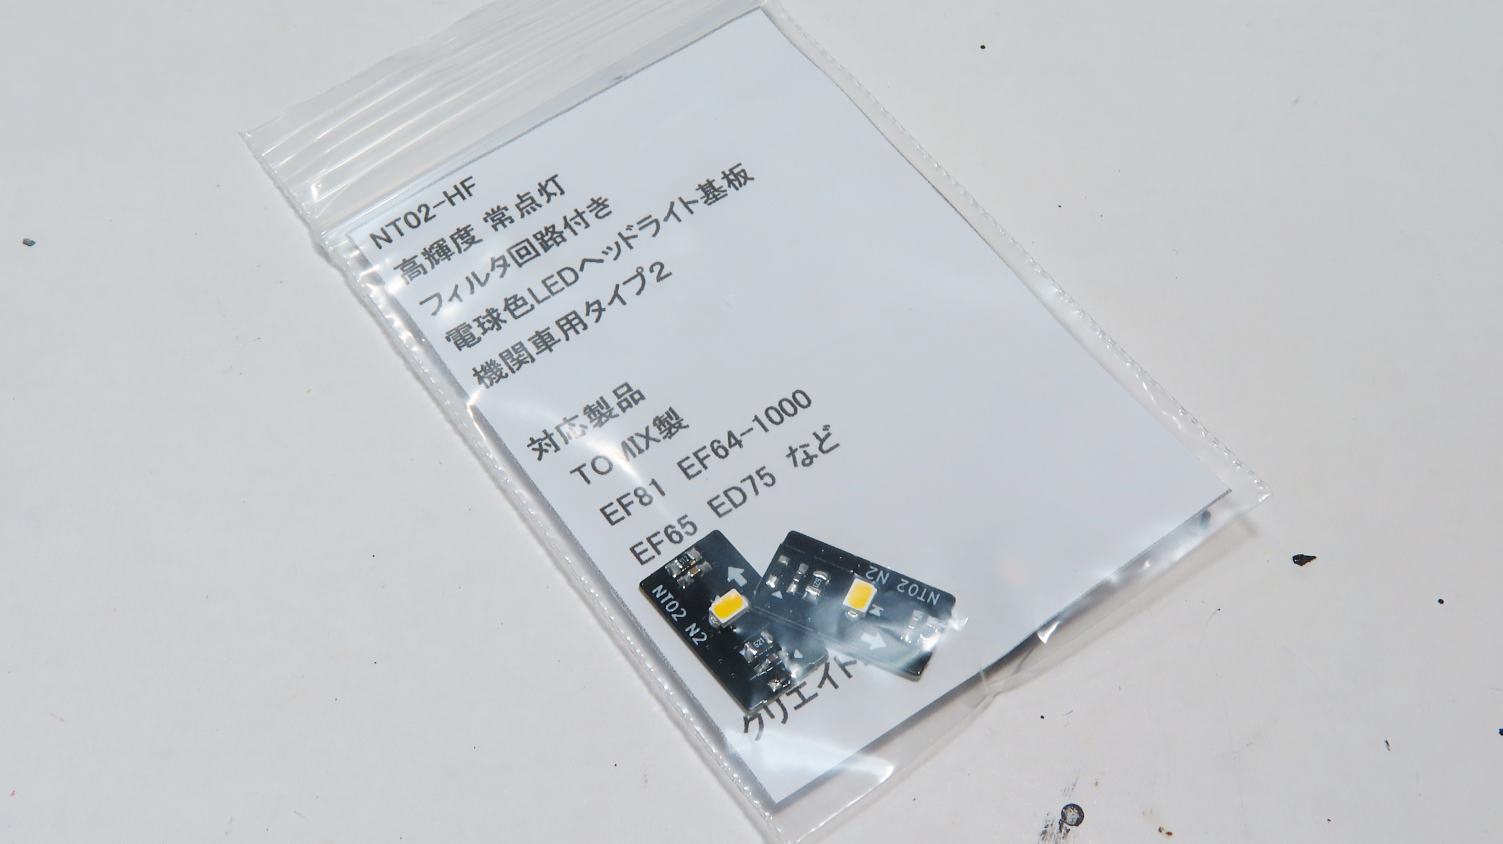 NT02-HF
高輝度 常点灯
フィルタ回路付き
電球色LEDヘッドライト基板
機関車用タイプ2
対応製品
TOMIX製
EF81 EF64-1000
EF65 ED75 など
NT02 N2
NT02 N2
クリエイト